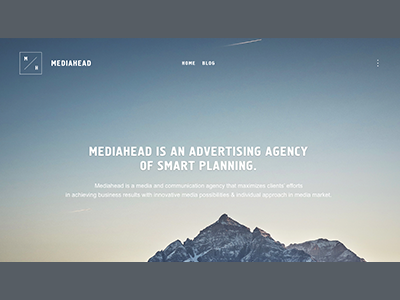 M
H
MEDIAHEAD
HOME BLOG
MEDIAHEAD IS AN ADVERTISING AGENCY
OF SMART PLANNING.
Mediahead is a media and communication agency that maximizes clients' efforts
in achieving business results with innovative media possibilities & individual approach in media market.